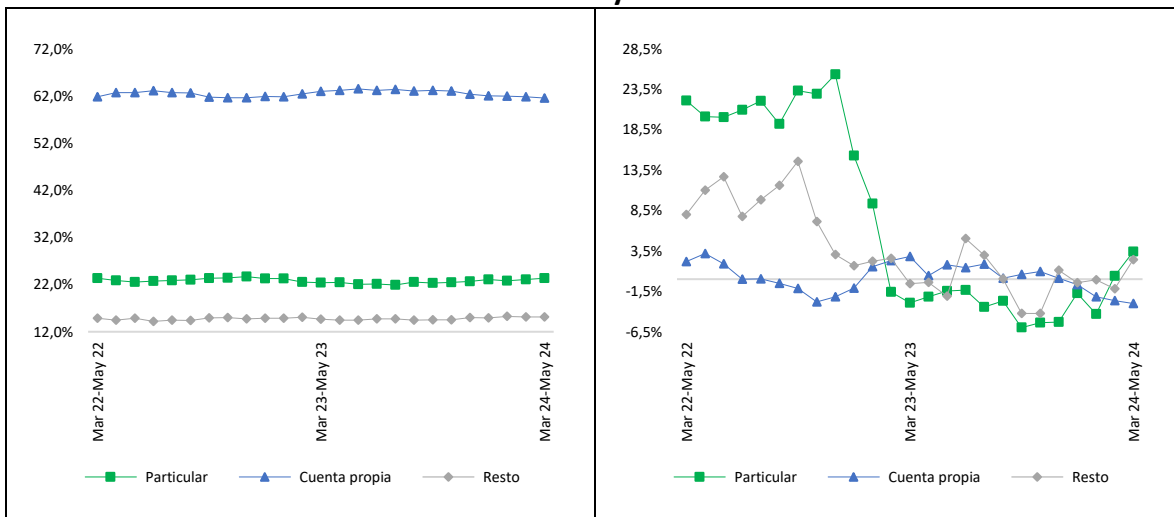 72,0%
62,0%
52,0%
42,0%
32,0%
22,0%
12,0%
Mar 22-May 22
Mar 23-May 23
Mar 24-May 24
Particular Cuenta propia Resto
28,5%
23,5%
18,5%
13,5%
8,5%
3,5%
-1,5%
-6,5%
Mar 22-May 22
Mar 23-May 23
Mar 24-May 24
Particular Cuenta propia Resto